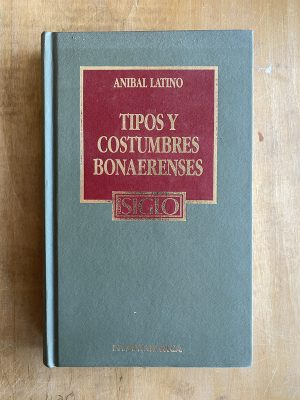 ANIBAL LATINO
TIPOS Y
COSTUMBRES
BONAERENSES
SIGLO